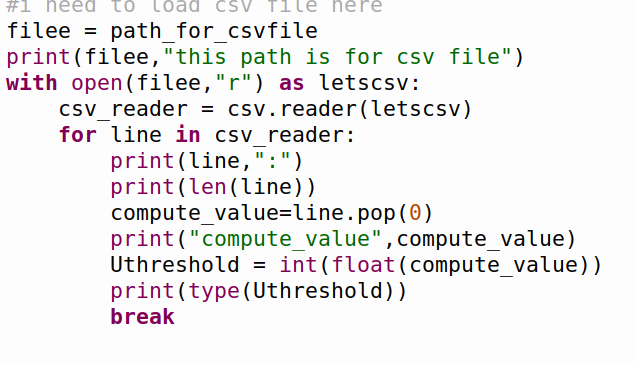 #i need to load csv file here
filee = path_for_csvfile
print(filee,"this path is for csv file")
with open(filee,"r") as letscsv:
    csv_reader = csv.reader(letscsv)
    for line in csv_reader:
        print(line,":")
        print(len(line))
        compute_value=line.pop(0)
        print("compute_value",compute_value)
        Uthreshold = int(float(compute_value))
        print(type(Uthreshold))
        break